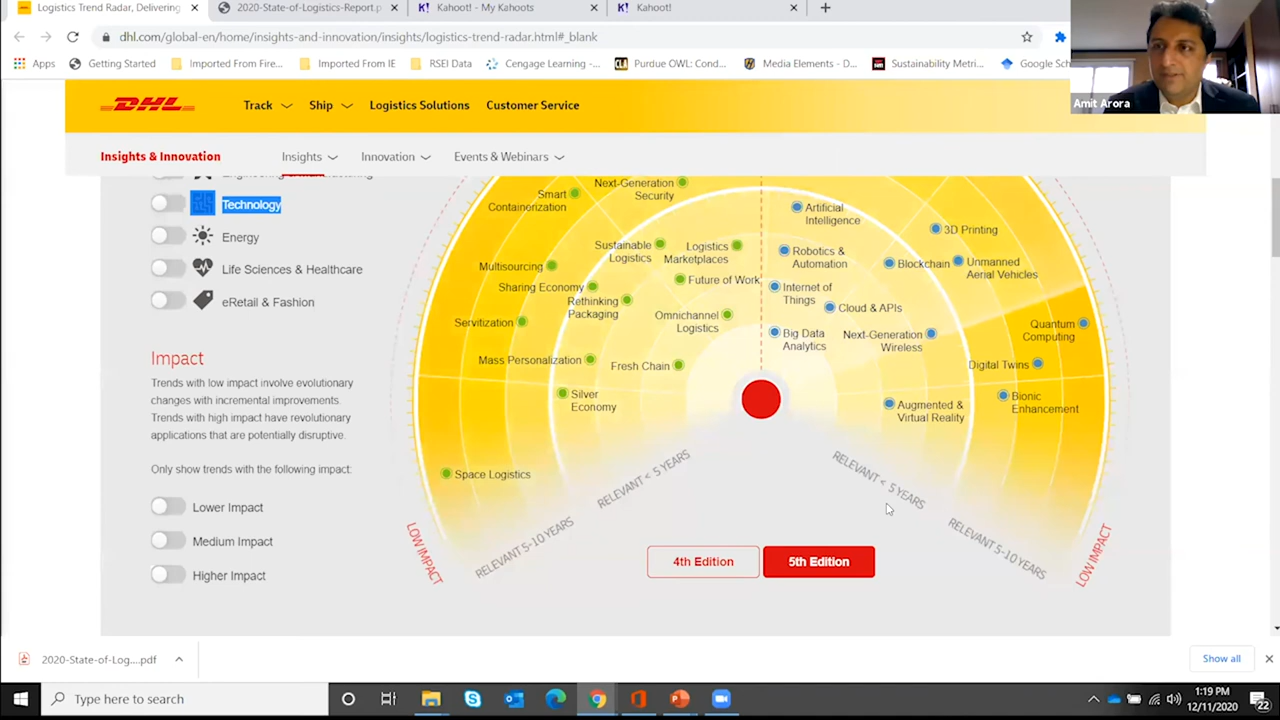 Logistics Trend Radar, Delivering
2020-State-of-Logistics-Report.p
Kahoot! - My Kahoots
Kahoot!
dhl.com/global-en/home/insights-and-innovation/insights/logistics-trend-radar.html#_blank
Apps
Getting Started
Imported From Fire...
Imported From IE
RSEI Data
Cengage Learning -...
Purdue OWL: Cond...
Media Elements - D...
Sustainability Metri...
Google Sch
Amit Arora
DHL
Track
Ship
Logistics Solutions
Customer Service
Insights & Innovation
Insights
Innovation
Events & Webinars
Technology
Energy
Life Sciences & Healthcare
eRetail & Fashion
Impact
Trends with low impact involve evolutionary
changes with incremental improvements.
Trends with high impact have revolutionary
applications that are potentially disruptive.
Only show trends with the following impact:
Lower Impact
Medium Impact
Higher Impact
Next-Generation
Security
Smart
Containerization
Sustainable
Logistics
Logistics
Marketplaces
Multisourcing
Future of Work
Sharing Economy
Rethinking
Packaging
Omnichannel
Logistics
Servitization
Mass Personalization
Fresh Chain
Silver
Economy
Space Logistics
Artificial
Intelligence
3D Printing
Robotics &
Automation
Blockchain
Unmanned
Aerial Vehicles
Internet of
Things
Cloud & APIs
Big Data
Analytics
Next-Generation
Wireless
Quantum
Computing
Digital Twins
Bionic
Enhancement
Augmented &
Virtual Reality
LOW IMPACT
RELEVANT 5-10 YEARS
RELEVANT < 5 YEARS
RELEVANT < 5 YEARS
RELEVANT 5-10 YEARS
LOW IMPACT
4th Edition
5th Edition
2020-State-of-Log....pdf
Show all
Type here to search
1:19 PM
12/11/2020
22